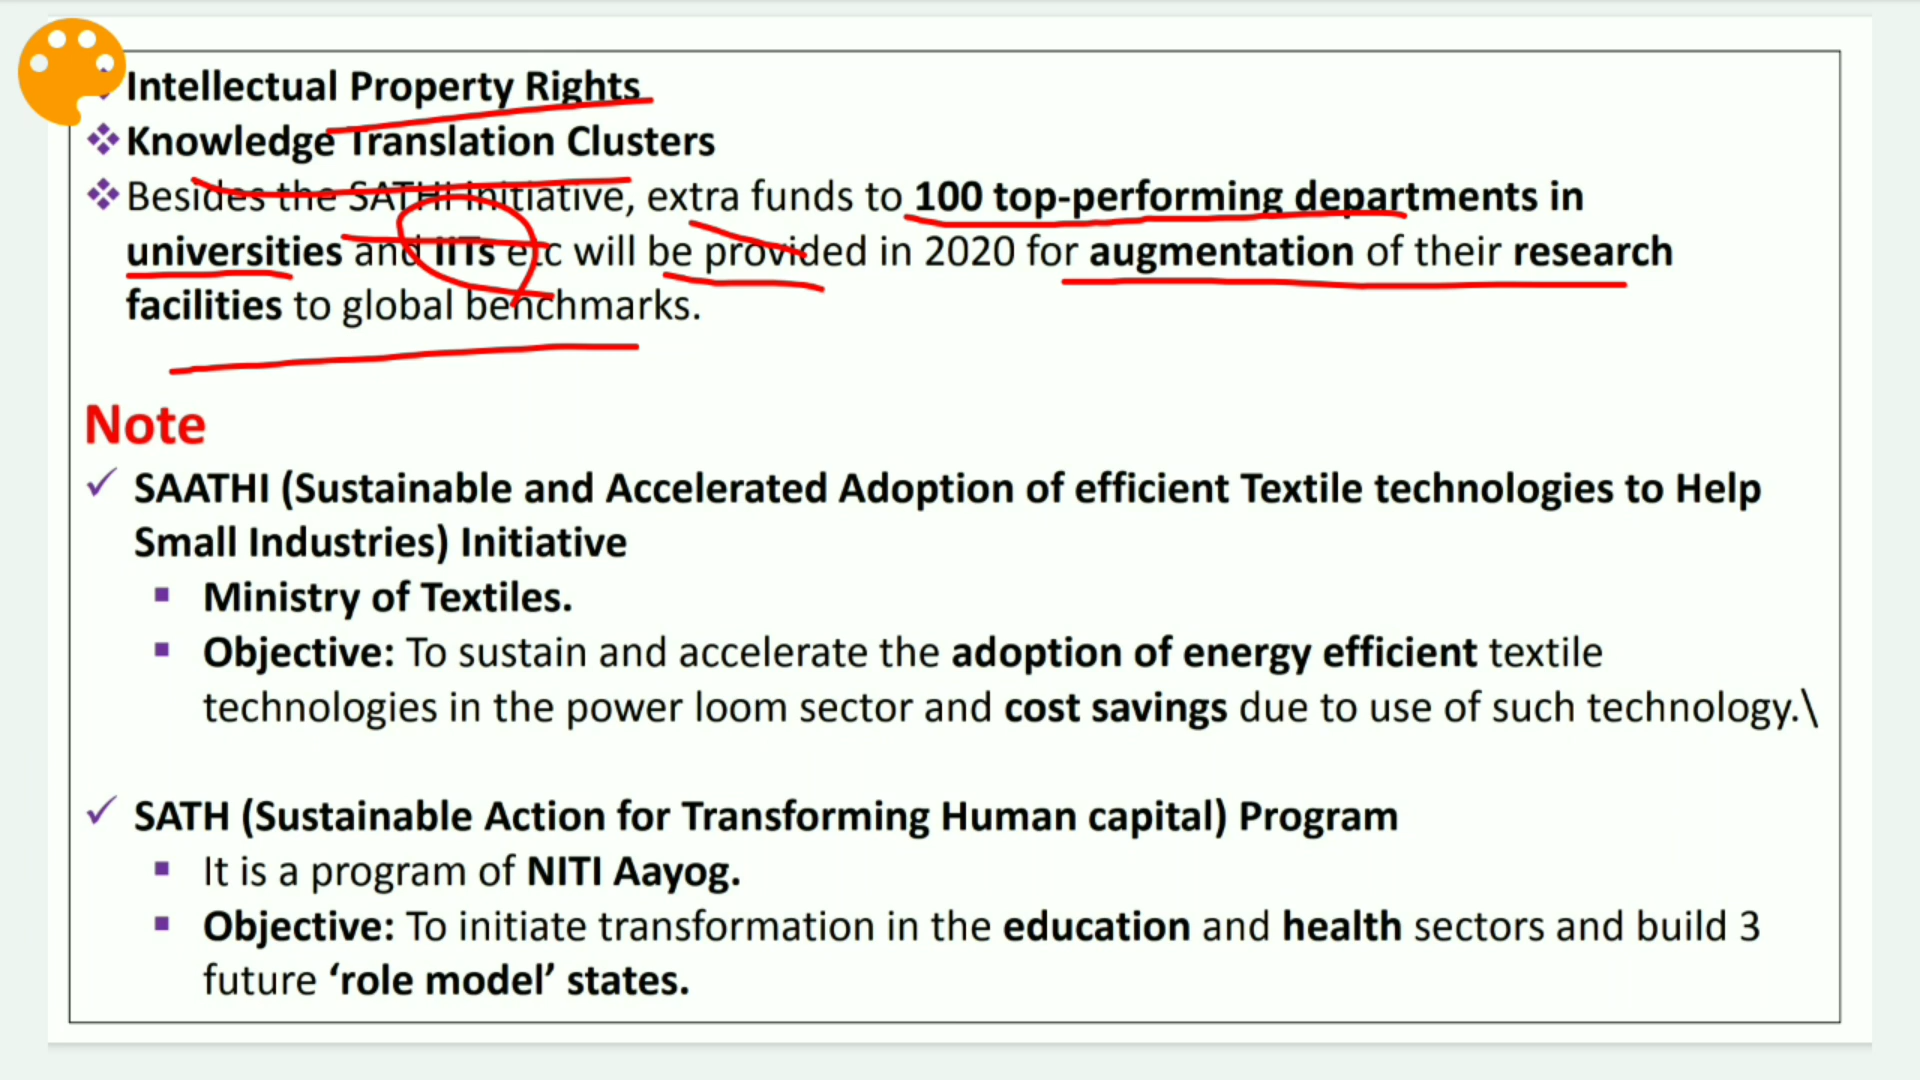 Intellectual Property Rights
Knowledge Translation Clusters
Besides the SATHI initiative, extra funds to 100 top-performing departments in
universities and IITs etc will be provided in 2020 for augmentation of their research
facilities to global benchmarks.
Note
SAATHI (Sustainable and Accelerated Adoption of efficient Textile technologies to Help
Small Industries) Initiative
Ministry of Textiles.
Objective: To sustain and accelerate the adoption of energy efficient textile
technologies in the power loom sector and cost savings due to use of such technology.\
SATH (Sustainable Action for Transforming Human capital) Program
It is a program of NITI Aayog.
Objective: To initiate transformation in the education and health sectors and build 3
future ‘role model’ states.